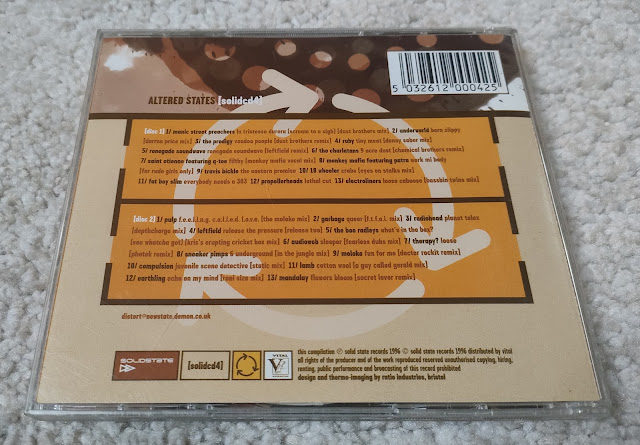 5 032612 000425
ALTERED STATES [solidcd4]
[disc 1] 1/ manic street preachers la tristesse durera [scream to a sigh] [dust brothers mix] 2/ underworld born slippy
[darren price mix] 3/ the prodigy voodoo people [dust brothers remix] 4/ ruby tiny meat [danny saber mix]
5/ renegade soundwave renegade soundwave [leftfield remix] 6/ the charlatans 9 acre dust [chemical brothers remix]
7/ saint etienne featuring q-tee filthy [monkey mafia vocal mix] 8/ monkey mafia featuring patra work mi body
[for rude girls only] 9/ travis bickle the eastern premise 10/ 18 wheeler crabs [eyes on stalks mix]
11/ fat boy slim everybody needs a 303 12/ propellerheads lethal cut 13/ electroliners loose caboose [bassbin twins mix]
[disc 2] 1/ pulp f.e.e.l.i.n.g. c.a.l.l.e.d. l.o.v.e. [the moloko mix] 2/ garbage queer [f.t.f.o.i. mix] 3/ radiohead planet telex
[depthcharge mix] 4/ leftfield release the pressure [release two] 5/ the boo radleys what's in the box?
[see whatcha got] [kris's erupting cricket box mix] 6/ audioweb sleeper [fearless dubs mix] 7/ therapy? loose
[photek remix] 8/ sneaker pimps 6 underground [in the jungle mix] 9/ moloko fun for me [doctor rockit remix]
10/ compulsion juvenile scene detective [static mix] 11/ lamb cotton wool [a guy called gerald mix]
12/ earthling echo on my mind [feel size mix] 13/ mandalay flowers bloom [secret lover remix]
distort@newstate.demon.co.uk
SOLIDSTATE
[solidcd4]
VITAL
V
this compilation ℗ solid state records 1996 © solid state records 1996 distributed by vital
all rights of the producer and of the work reproduced reserved unauthorised copying, hiring,
renting, public performance and broadcasting of this record prohibited
design and thermo-imaging by ratio industries, bristol